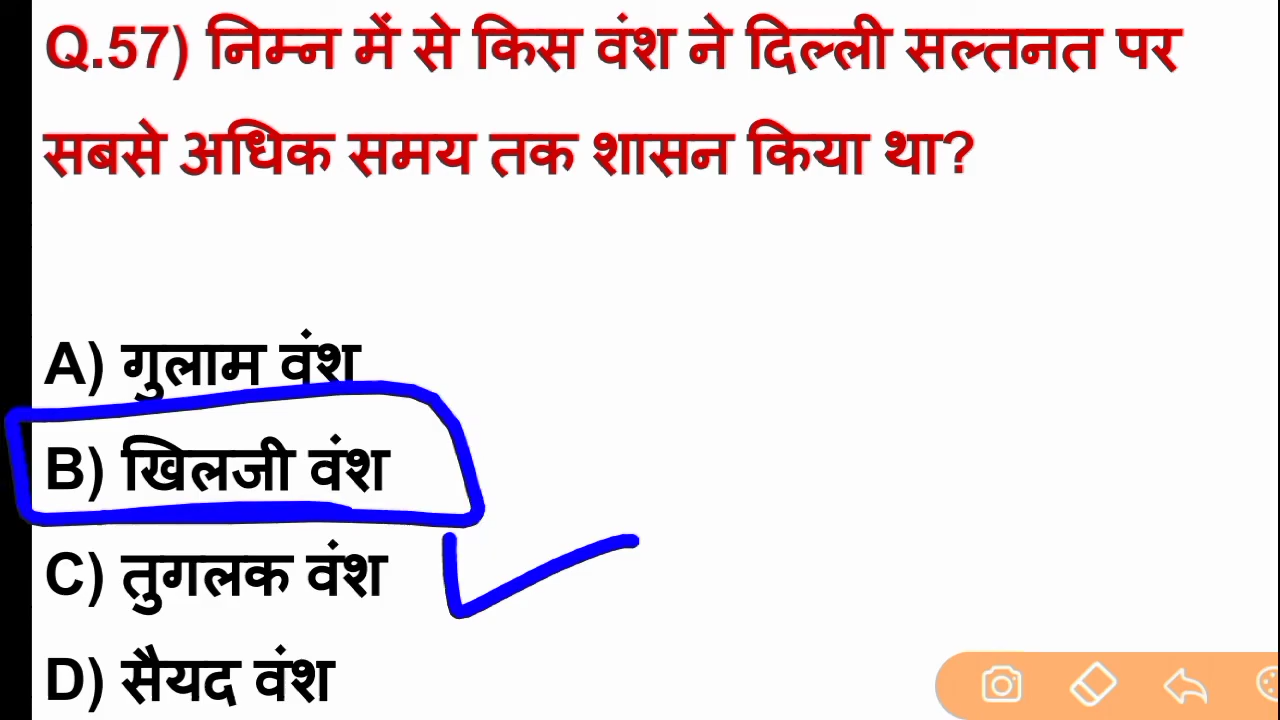 Q.57) निम्न में से किस वंश ने दिल्ली सल्तनत पर
सबसे अधिक समय तक शासन किया था?
A) गुलाम वंश
B) खिलजी वंश
C) तुगलक वंश
D) सैयद वंश